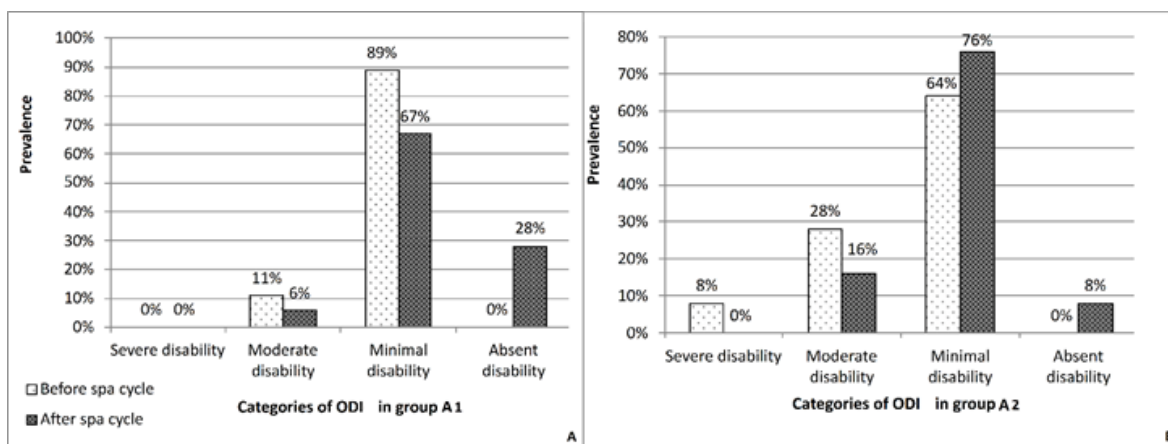 100%
90%
80%
70%
60%
50%
40%
30%
20%
10%
0%
Prevalence
0% 0%
11%
6%
89%
67%
0%
28%
Severe disability
Moderate disability
Minimal disability
Absent disability
Before spa cycle
After spa cycle
Categories of ODI in group A1
A
80%
70%
60%
50%
40%
30%
20%
10%
0%
Prevalence
8%
0%
28%
16%
64%
76%
0%
8%
Severe disability
Moderate disability
Minimal disability
Absent disability
Categories of ODI in group A2